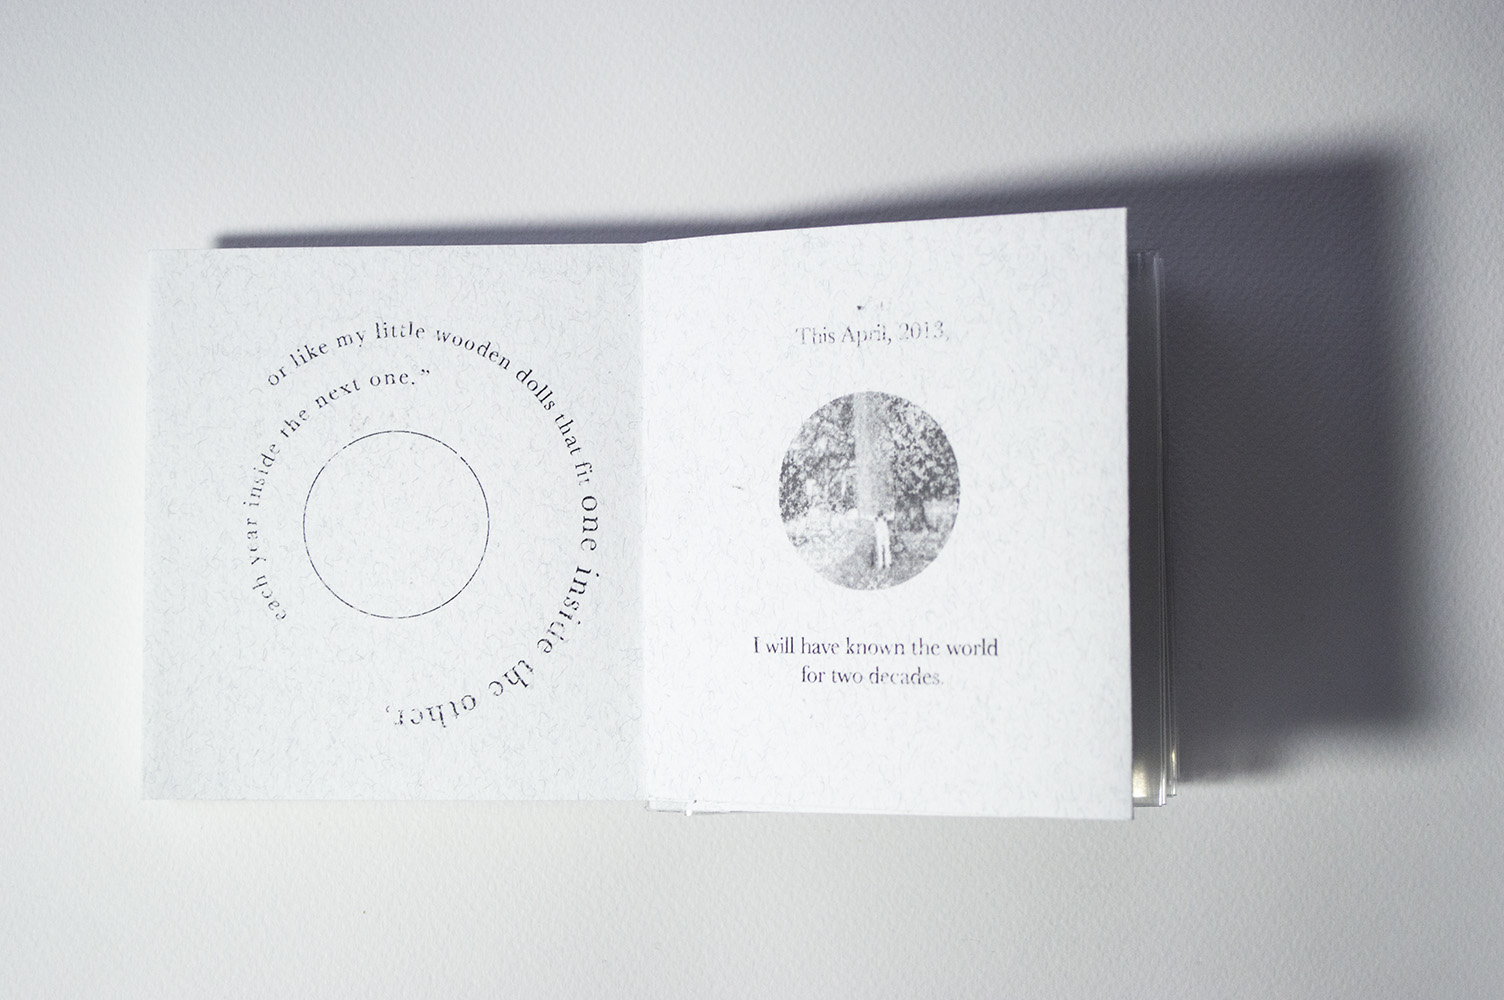 or like my little wooden dolls that fit one inside the other,
each year inside the next one.”
This April, 2013,
I will have known the world
for two decades.